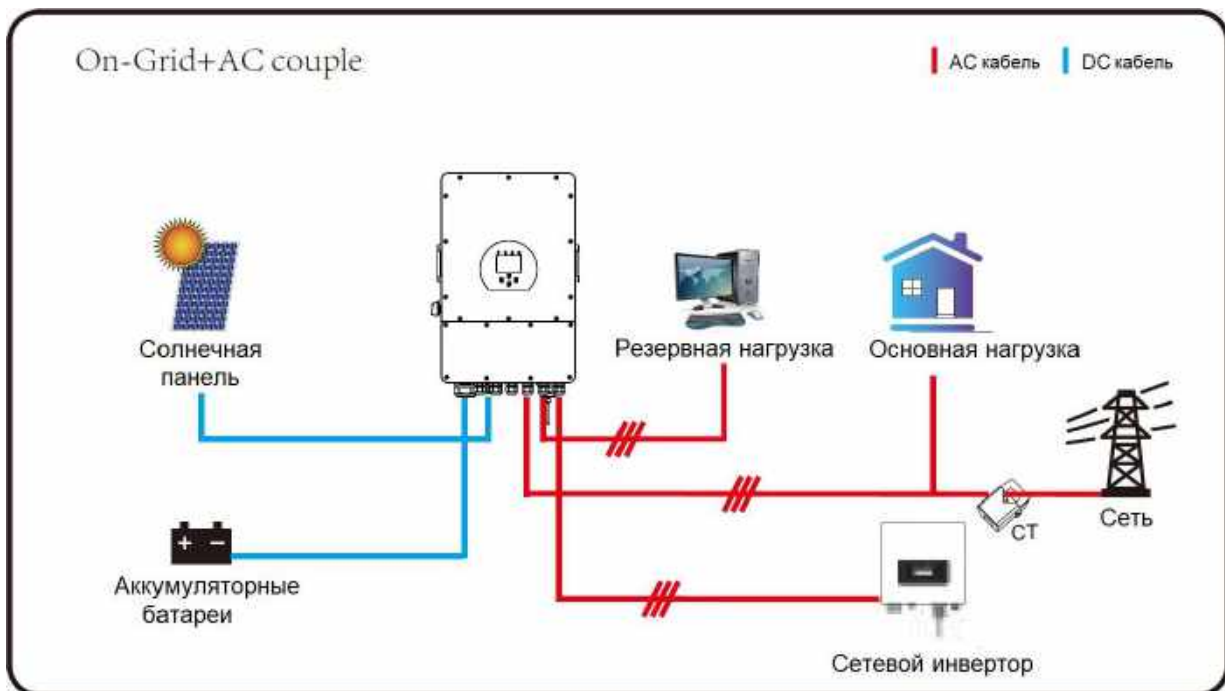 On-Grid+AC couple
AC кабель
DC кабель
Солнечная
панель
Резервная нагрузка
Основная нагрузка
Сеть
CT
Аккумуляторные
батареи
Сетевой инвертор